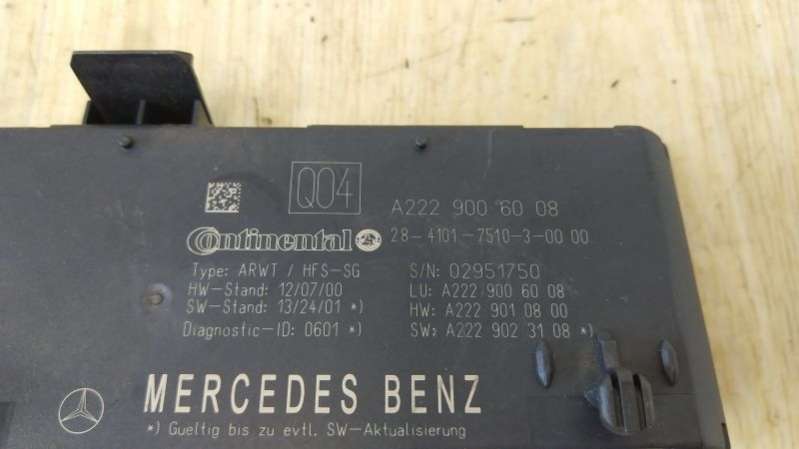 Q04
A222 900 60 08
Continental
28-4101-7510-3-00 00
Type: ARWT / HFS-SG
S/N: 02951750
HW-Stand: 12/07/00
LU: A222 900 60 08
SW-Stand: 13/24/01 *)
HW: A222 901 08 00
Diagnostic-ID: 0601 *)
SW: A222 902 31 08 *)
MERCEDES BENZ
*) Gueltig bis zu evtl. SW-Aktualisierung